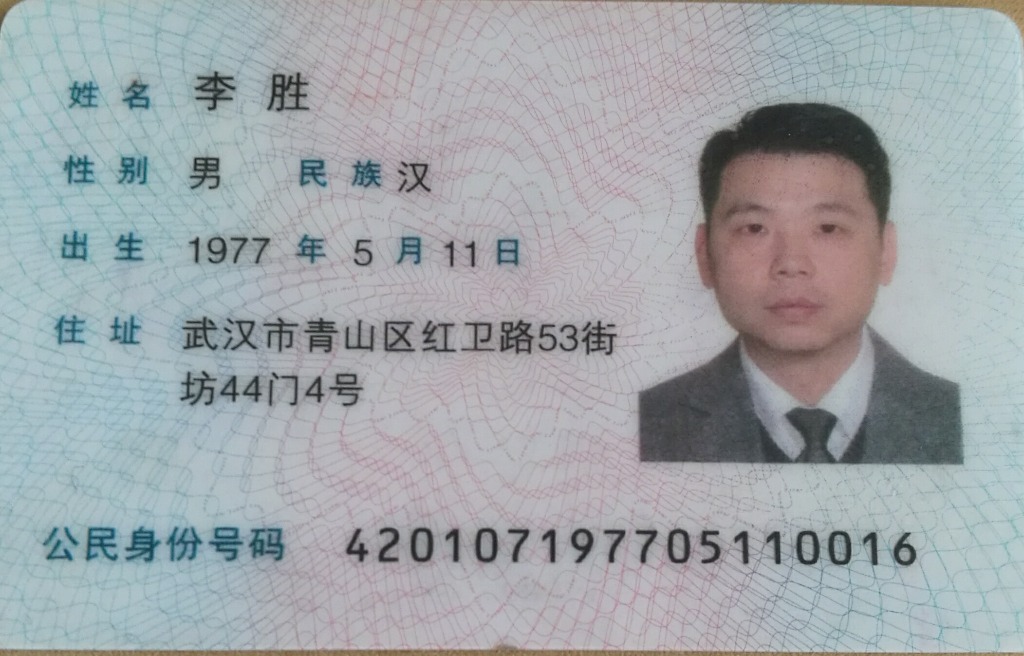 姓名 李胜
性别 男 民族 汉
出生 1977 年 5 月 11 日
住址 武汉市青山区红卫路53街
坊44门4号
公民身份号码 420107197705110016